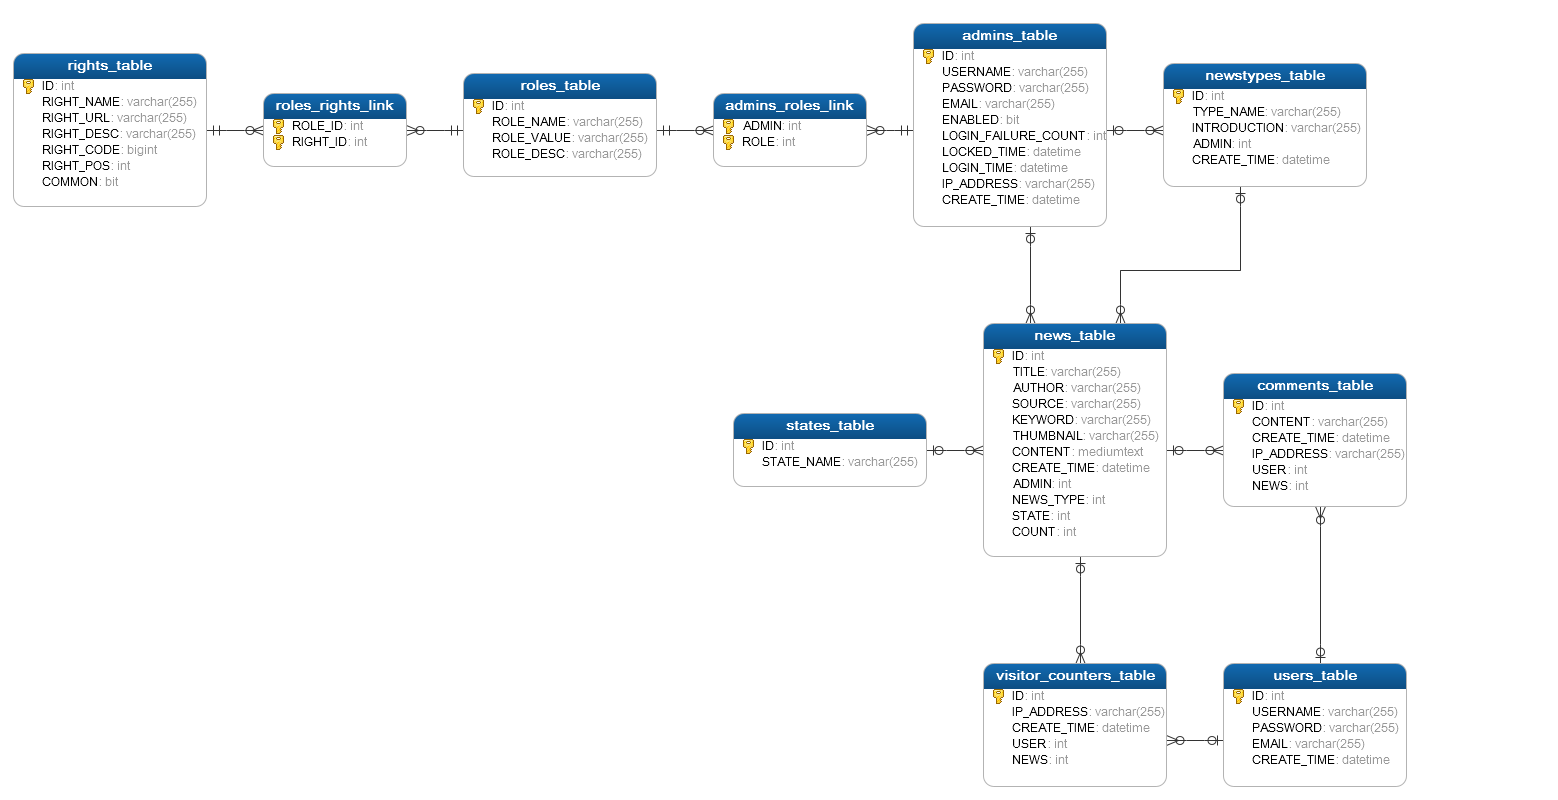 rights_table
ID: int
RIGHT_NAME: varchar(255)
RIGHT_URL: varchar(255)
RIGHT_DESC: varchar(255)
RIGHT_CODE: bigint
RIGHT_POS: int
COMMON: bit
roles_rights_link
ROLE_ID: int
RIGHT_ID: int
roles_table
ID: int
ROLE_NAME: varchar(255)
ROLE_VALUE: varchar(255)
ROLE_DESC: varchar(255)
admins_roles_link
ADMIN: int
ROLE: int
admins_table
ID: int
USERNAME: varchar(255)
PASSWORD: varchar(255)
EMAIL: varchar(255)
ENABLED: bit
LOGIN_FAILURE_COUNT: int
LOCKED_TIME: datetime
LOGIN_TIME: datetime
IP_ADDRESS: varchar(255)
CREATE_TIME: datetime
newstypes_table
ID: int
TYPE_NAME: varchar(255)
INTRODUCTION: varchar(255)
ADMIN: int
CREATE_TIME: datetime
states_table
ID: int
STATE_NAME: varchar(255)
news_table
ID: int
TITLE: varchar(255)
AUTHOR: varchar(255)
SOURCE: varchar(255)
KEYWORD: varchar(255)
THUMBNAIL: varchar(255)
CONTENT: mediumtext
CREATE_TIME: datetime
ADMIN: int
NEWS_TYPE: int
STATE: int
COUNT: int
comments_table
ID: int
CONTENT: varchar(255)
CREATE_TIME: datetime
IP_ADDRESS: varchar(255)
USER: int
NEWS: int
visitor_counters_table
ID: int
IP_ADDRESS: varchar(255)
CREATE_TIME: datetime
USER: int
NEWS: int
users_table
ID: int
USERNAME: varchar(255)
PASSWORD: varchar(255)
EMAIL: varchar(255)
CREATE_TIME: datetime